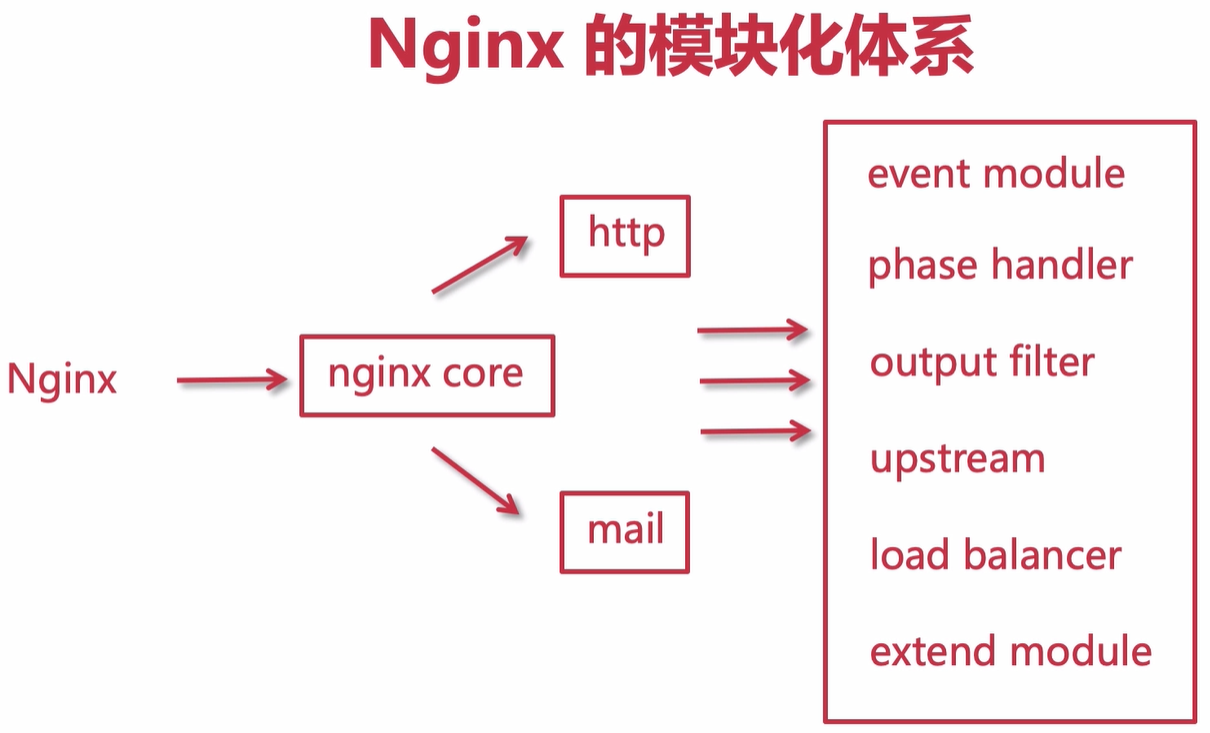 Nginx 的模块化体系
Nginx
nginx core
http
mail
event module
phase handler
output filter
upstream
load balancer
extend module